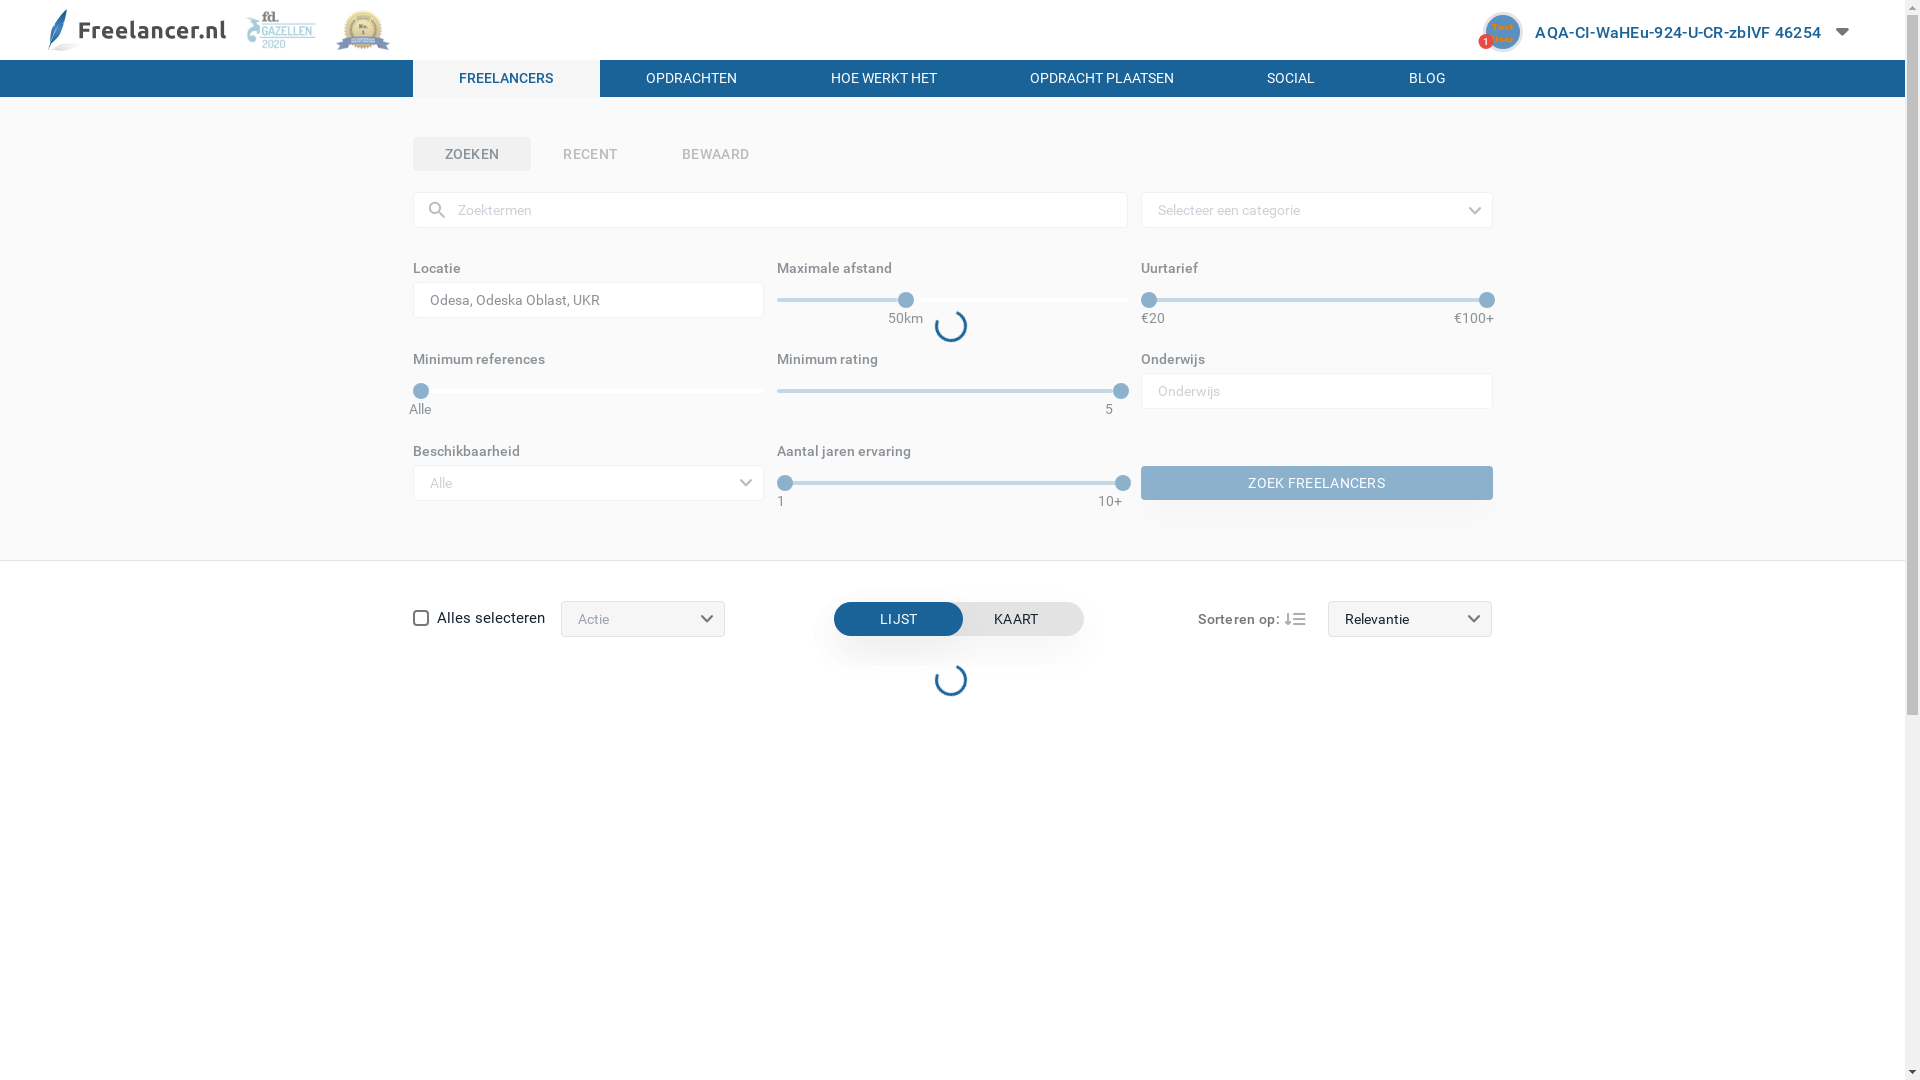 Freelancer.nl
fd.
GAZELLEN
2020
1
AQA-CI-WaHEu-924-U-CR-zblVF 46254
FREELANCERS
OPDRACHTEN
HOE WERKT HET
OPDRACHT PLAATSEN
SOCIAL
BLOG
ZOEKEN
RECENT
BEWAARD
Zoektermen
Selecteer een categorie
Locatie
Maximale afstand
Uurtarief
Odesa, Odeska Oblast, UKR
50km
€20
€100+
Minimum references
Minimum rating
Onderwijs
Onderwijs
Alle
5
Beschikbaarheid
Aantal jaren ervaring
Alle
ZOEK FREELANCERS
1
10+
Alles selecteren
Actie
LIJST
KAART
Sorteren op:
Relevantie